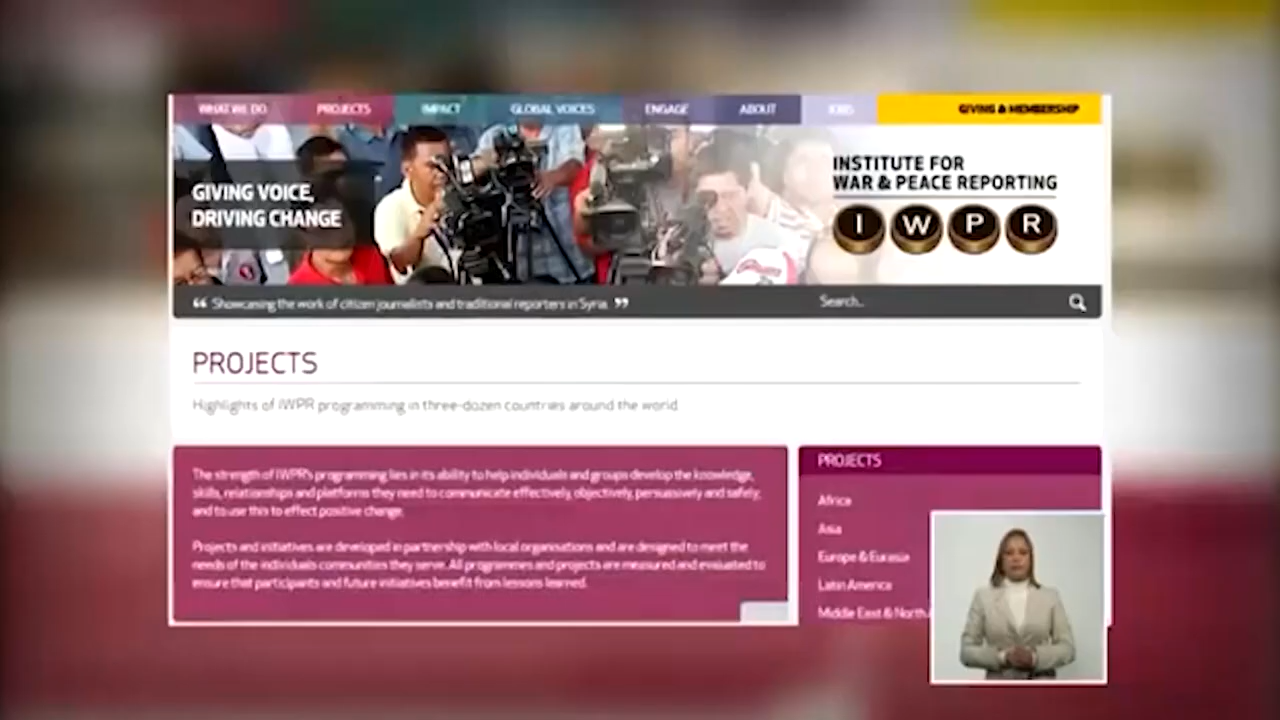 WHAT WE DO PROJECTS IMPACT GLOBAL VOICES ENGAGE ABOUT JOBS GIVING & MEMBERSHIP
GIVING VOICE,
DRIVING CHANGE
INSTITUTE FOR
WAR & PEACE REPORTING
I W P R
“ Showcasing the work of citizen journalists and traditional reporters in Syria. ”
Search...
PROJECTS
Highlights of IWPR programming in three-dozen countries around the world
The strength of IWPR's programming lies in its ability to help individuals and groups develop the knowledge,
skills, relationships and platforms they need to communicate effectively, objectively, persuasively and safely,
and to use this to effect positive change.
Projects and initiatives are developed in partnership with local organisations and are designed to meet the
needs of the individuals communities they serve. All programmes and projects are measured and evaluated to
ensure that participants and future initiatives benefit from lessons learned.
PROJECTS
Africa
Asia
Europe & Eurasia
Latin America
Middle East & North